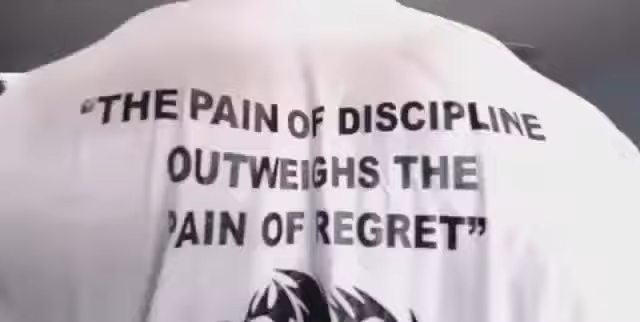 "THE PAIN OF DISCIPLINE
OUTWEIGHS THE
PAIN OF REGRET"